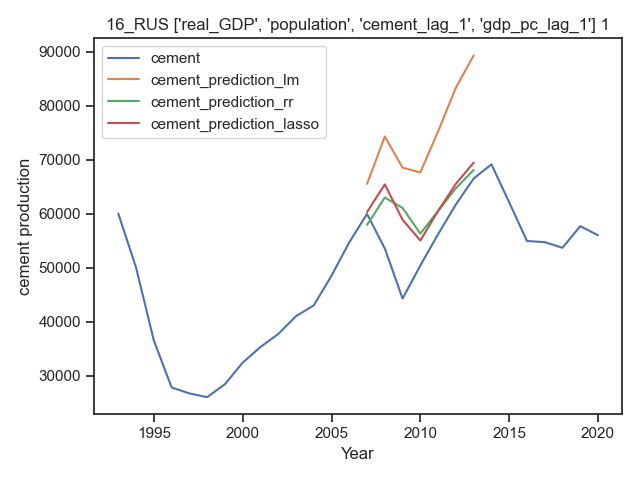 16_RUS ['real_GDP', 'population', 'cement_lag_1', 'gdp_pc_lag_1'] 1
cement
cement_prediction_lm
cement_prediction_rr
cement_prediction_lasso
90000
80000
70000
60000
50000
40000
30000
cement production
1995 2000 2005 2010 2015 2020
Year